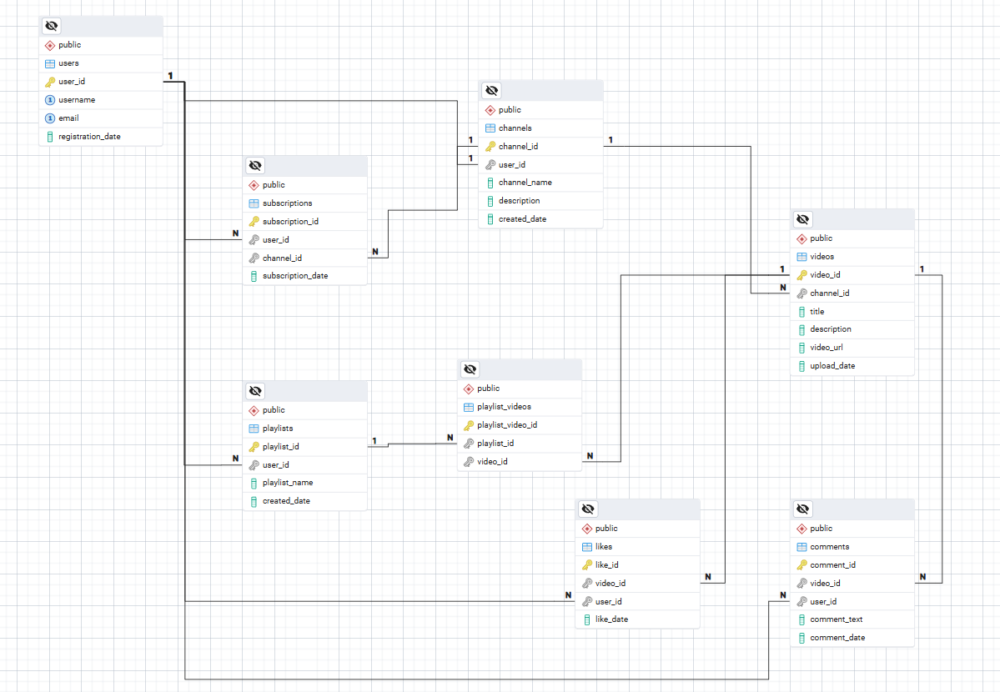 public
users
user_id
username
email
registration_date
1
public
subscriptions
subscription_id
N
user_id
channel_id
N
subscription_date
public
channels
1
channel_id
1
1
user_id
channel_name
description
created_date
public
videos
1
video_id
1
N
channel_id
title
description
video_url
upload_date
public
playlists
playlist_id
1
N
user_id
playlist_name
created_date
public
playlist_videos
playlist_video_id
N
playlist_id
video_id
N
public
likes
like_id
video_id
N
N
user_id
like_date
public
comments
comment_id
video_id
N
N
user_id
comment_text
comment_date